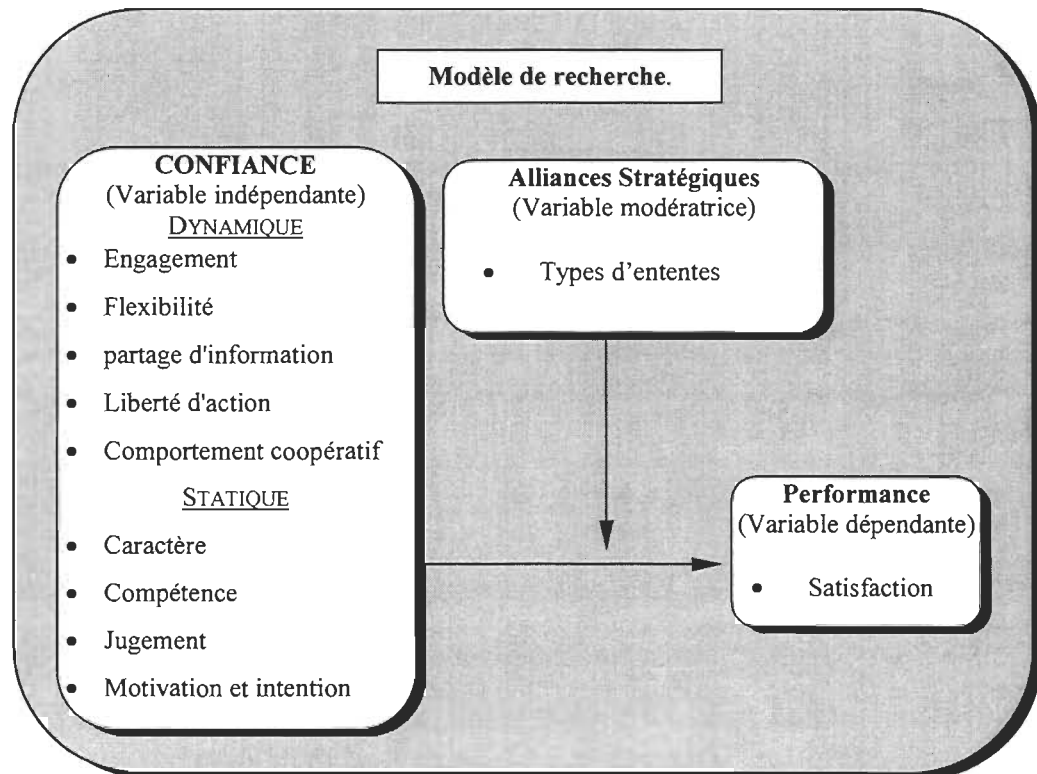 Modèle de recherche.
CONFIANCE
(Variable indépendante)
DYNAMIQUE
• Engagement
• Flexibilité
• partage d'information
• Liberté d'action
• Comportement coopératif
STATIQUE
• Caractère
• Compétence
• Jugement
• Motivation et intention
Alliances Stratégiques
(Variable modératrice)
• Types d'ententes
Performance
(Variable dépendante)
• Satisfaction